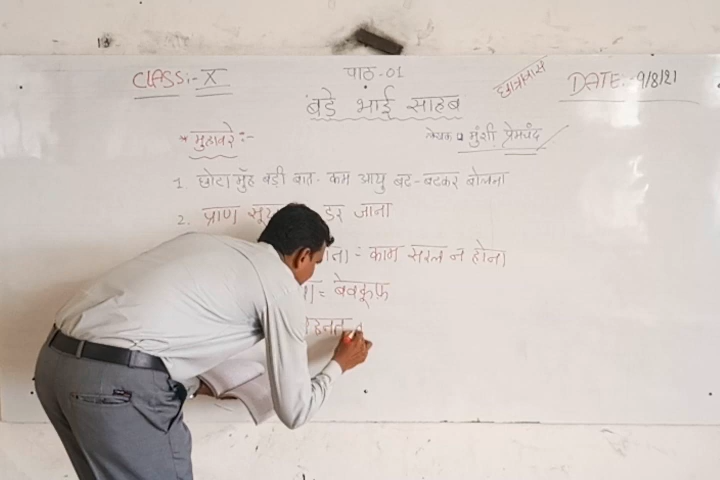 CLASS:- X
पाठ-01
छात्रावास
DATE:-9/8/21
बड़े भाई साहब
लेखक मुंशी प्रेमचंद
* मुहावरे:-
1. छोटा मुँह बड़ी बात - कम आयु बढ़-बढ़कर बोलना
2. प्राण डर जाना
= काम सरल न होना
= बेवकूफ़